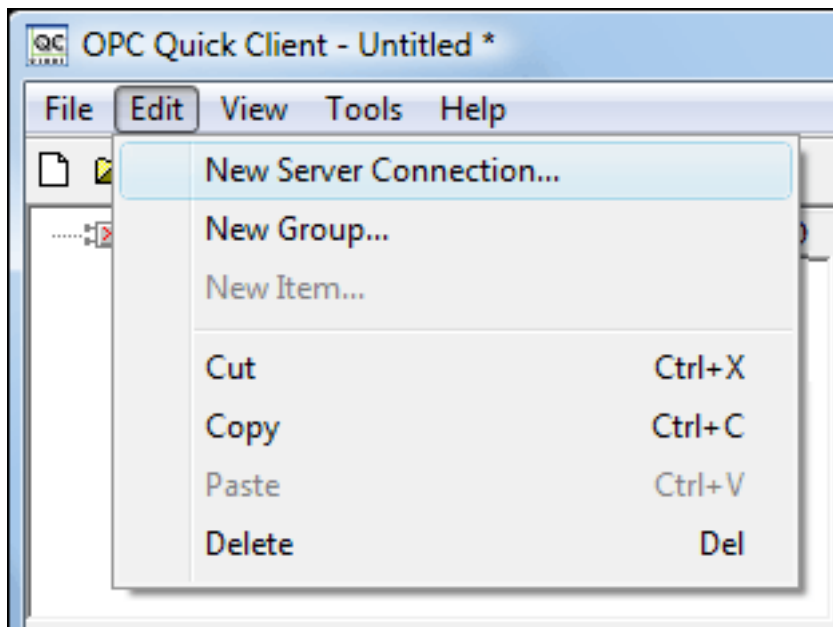 OPC Quick Client - Untitled *
File Edit View Tools Help
New Server Connection...
New Group...
New Item...
Cut Ctrl+X
Copy Ctrl+C
Paste Ctrl+V
Delete Del